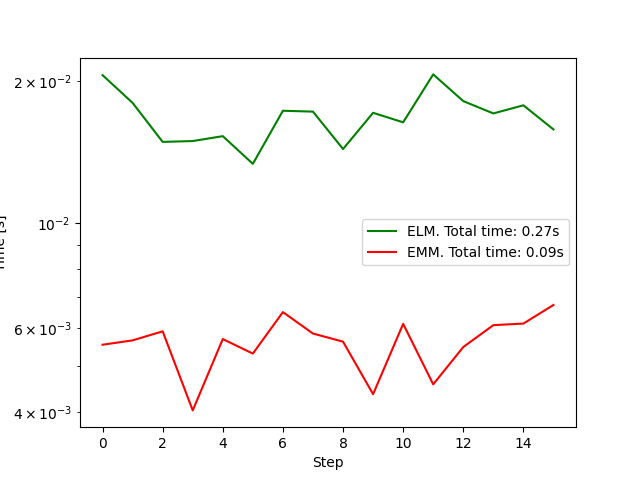 2 × 10⁻²
10⁻²
6 × 10⁻³
4 × 10⁻³
ELM. Total time: 0.27s
EMM. Total time: 0.09s
0 2 4 6 8 10 12 14
Step